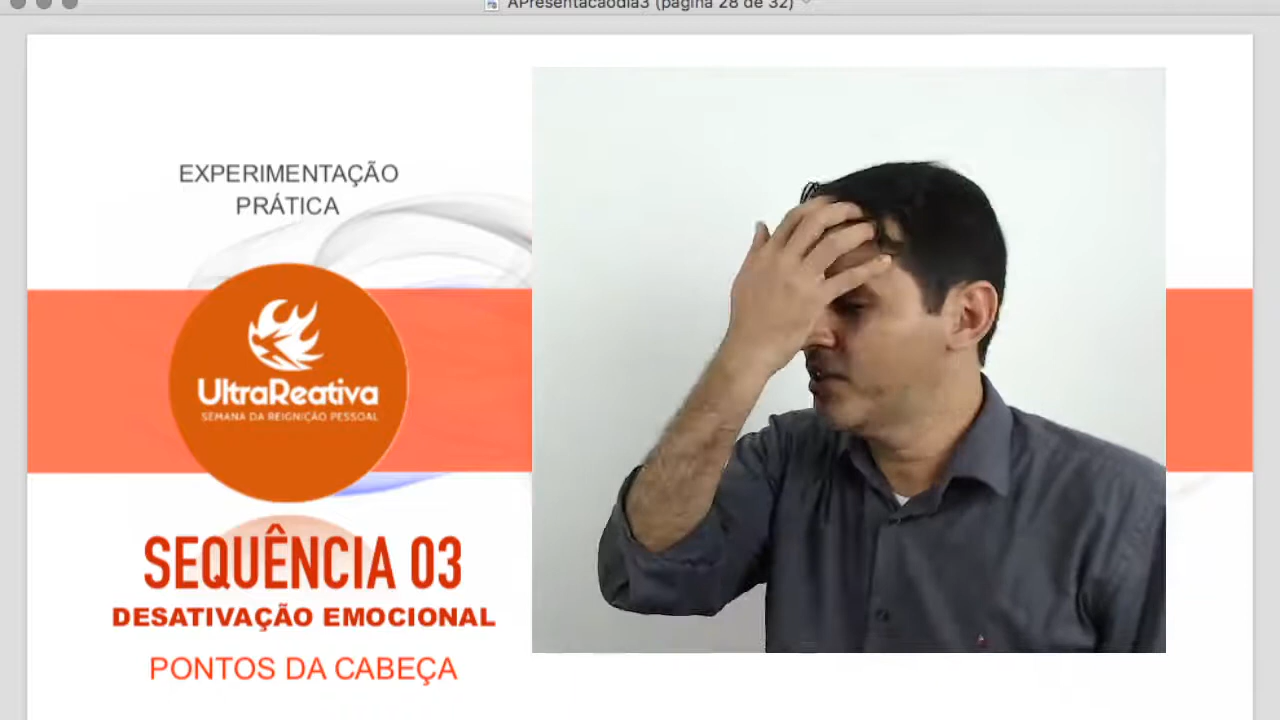 APresentacaodia3 (página 28 de 32)
EXPERIMENTAÇÃO
PRÁTICA
UltraReativa
SEMANA DA REIGNIÇÃO PESSOAL
SEQUÊNCIA 03
DESATIVAÇÃO EMOCIONAL
PONTOS DA CABEÇA